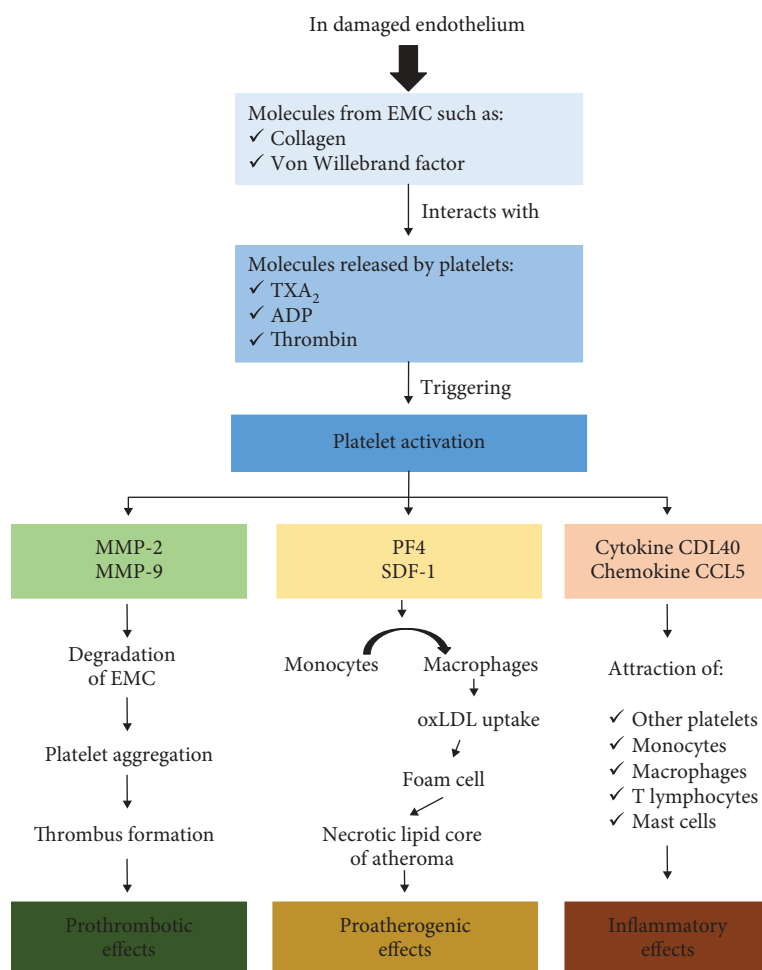 In damaged endothelium
Molecules from EMC such as:
✓ Collagen
✓ Von Willebrand factor
Interacts with
Molecules released by platelets:
✓ TXA₂
✓ ADP
✓ Thrombin
Triggering
Platelet activation
MMP-2
MMP-9
Degradation
of EMC
Platelet aggregation
Thrombus formation
Prothrombotic
effects
PF4
SDF-1
Monocytes
Macrophages
oxLDL uptake
Foam cell
Necrotic lipid core
of atheroma
Proatherogenic
effects
Cytokine CDL40
Chemokine CCL5
Attraction of:
✓ Other platelets
✓ Monocytes
✓ Macrophages
✓ T lymphocytes
✓ Mast cells
Inflammatory
effects